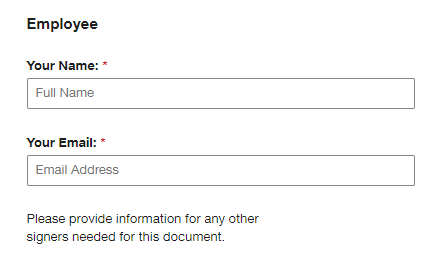 Employee
Your Name: *
Full Name
Your Email: *
Email Address
Please provide information for any other
signers needed for this document.